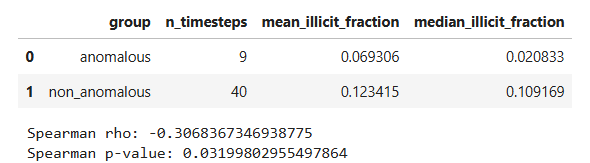 group n_timesteps mean_illicit_fraction median_illicit_fraction
0 anomalous 9 0.069306 0.020833
1 non_anomalous 40 0.123415 0.109169
Spearman rho: -0.3068367346938775
Spearman p-value: 0.03199802955497864